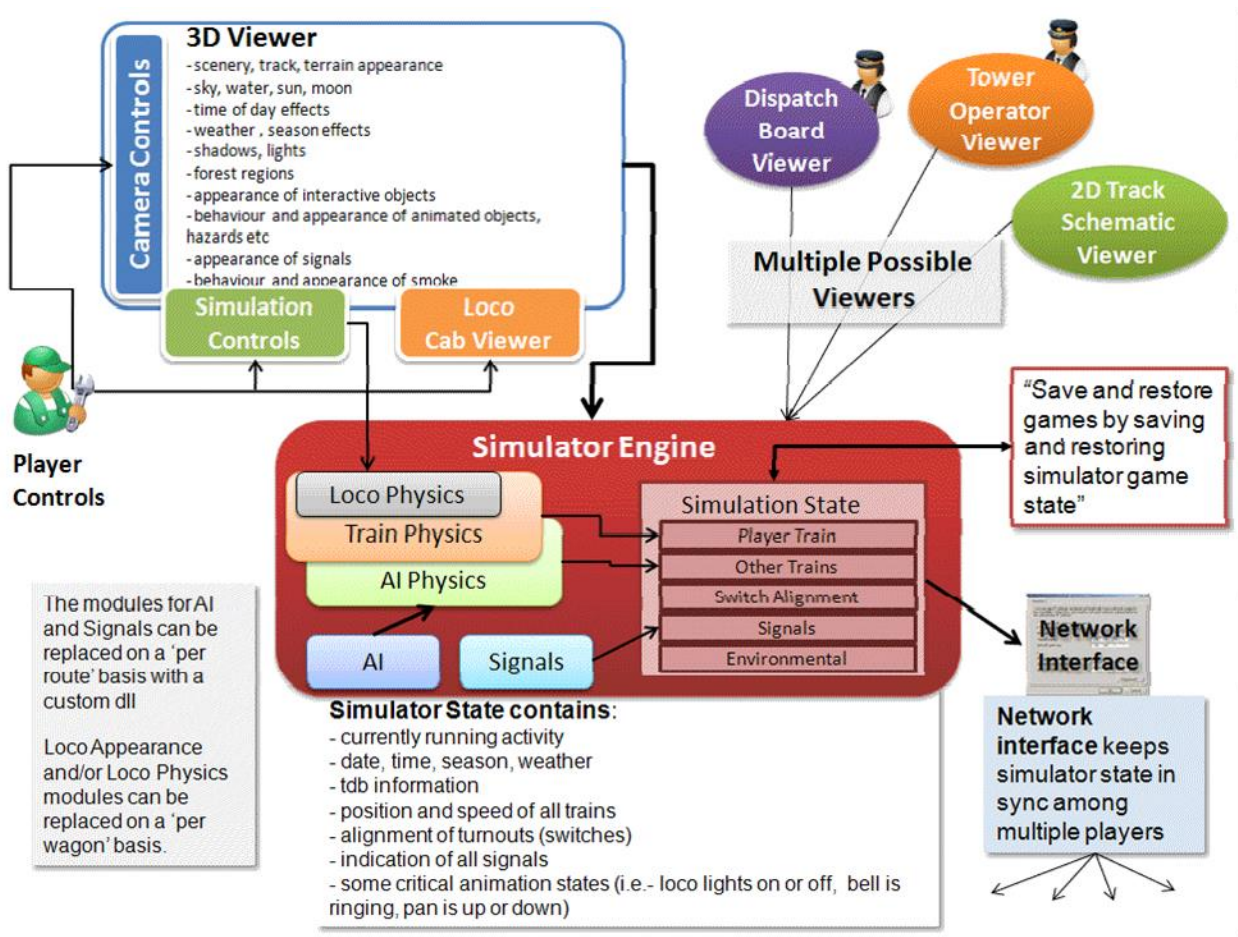 3D Viewer
Camera Controls
- scenery, track, terrain appearance
- sky, water, sun, moon
- time of day effects
- weather , season effects
- shadows, lights
- forest regions
- appearance of interactive objects
- behaviour and appearance of animated objects,
hazards etc
- appearance of signals
- behaviour and appearance of smoke
Simulation
Controls
Loco
Cab Viewer
Dispatch
Board
Viewer
Tower
Operator
Viewer
2D Track
Schematic
Viewer
Multiple Possible
Viewers
Player
Controls
"Save and restore
games by saving
and restoring
simulator game
state"
Simulator Engine
Loco Physics
Train Physics
AI Physics
AI
Signals
Simulation State
Player Train
Other Trains
Switch Alignment
Signals
Environmental
The modules for AI
and Signals can be
replaced on a 'per
route' basis with a
custom dll
Loco Appearance
and/or Loco Physics
modules can be
replaced on a 'per
wagon' basis.
Simulator State contains:
- currently running activity
- date, time, season, weather
- tdb information
- position and speed of all trains
- alignment of turnouts (switches)
- indication of all signals
- some critical animation states (i.e.- loco lights on or off, bell is
ringing, pan is up or down)
Network
Interface
Network
interface keeps
simulator state in
sync among
multiple players